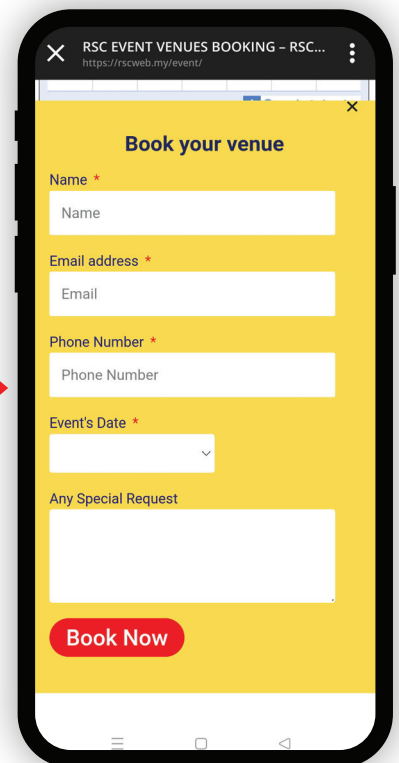 RSC EVENT VENUES BOOKING – RSC...
https://rscweb.my/event/
Book your venue
Name *
Name
Email address *
Email
Phone Number *
Phone Number
Event's Date *
Any Special Request
Book Now